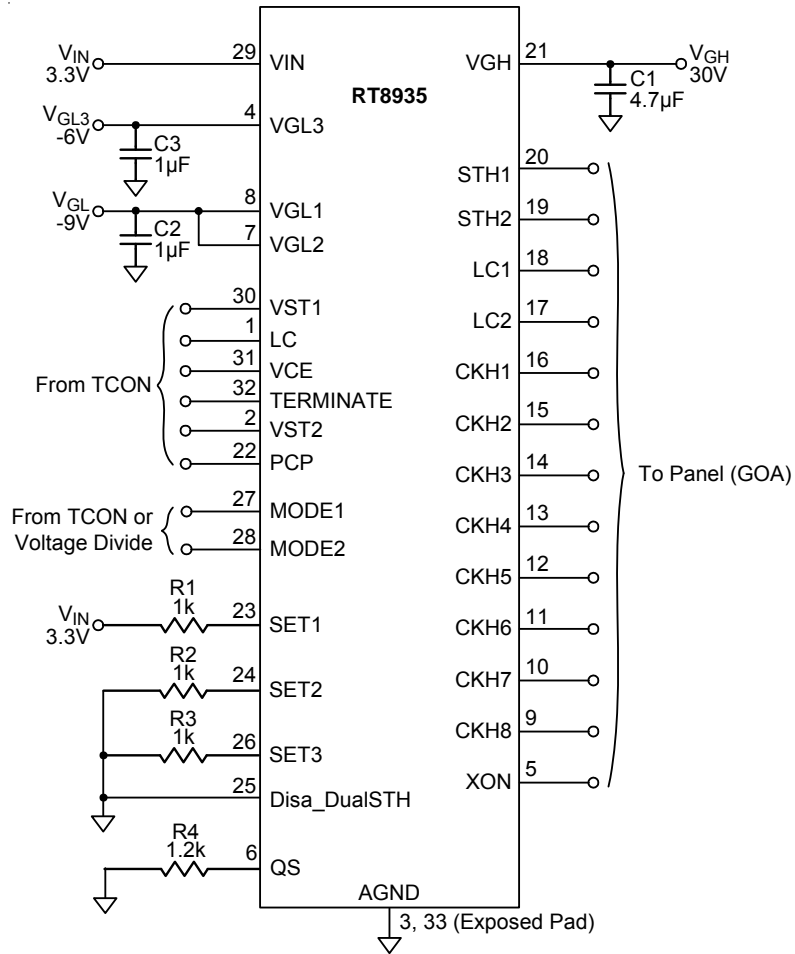 VIN
3.3V
29
VIN
VGL3
-6V
4
VGL3
C3
1µF
VGL
-9V
8
VGL1
7
VGL2
C2
1µF
From TCON
30
VST1
1
LC
31
VCE
32
TERMINATE
2
VST2
22
PCP
From TCON or
Voltage Divide
27
MODE1
28
MODE2
VIN
3.3V
R1
1k
23
SET1
R2
1k
24
SET2
R3
1k
26
SET3
25
Disa_DualSTH
R4
1.2k
6
QS
RT8935
AGND
3, 33 (Exposed Pad)
VGH
21
VGH
30V
C1
4.7µF
STH1
20
STH2
19
LC1
18
LC2
17
CKH1
16
CKH2
15
CKH3
14
CKH4
13
CKH5
12
CKH6
11
CKH7
10
CKH8
9
XON
5
To Panel (GOA)